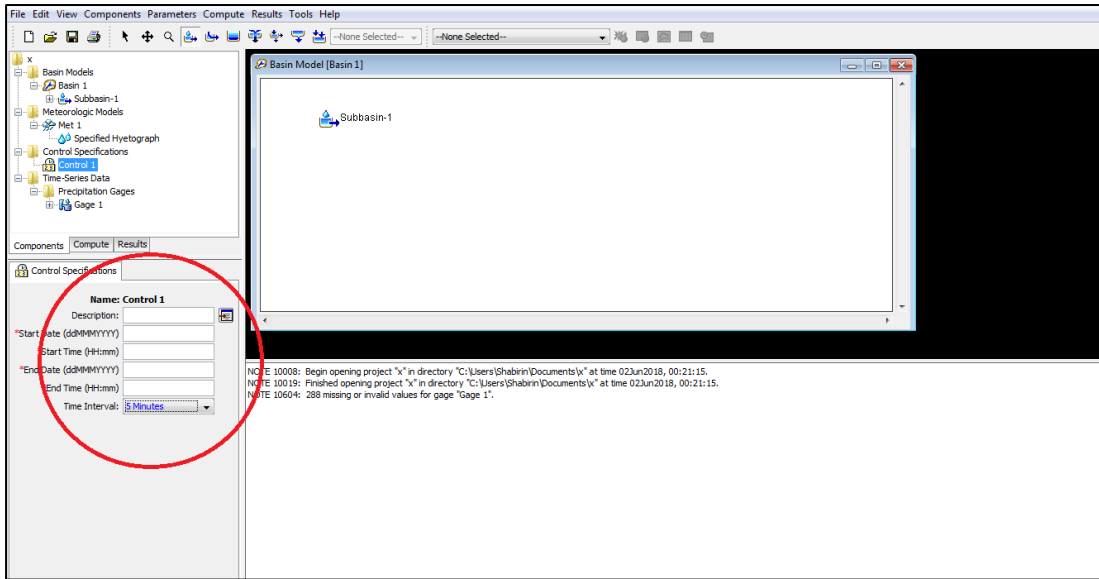 File Edit View Components Parameters Compute Results Tools Help
--None Selected-- --None Selected--
x
Basin Models
Basin 1
Subbasin-1
Meteorologic Models
Met 1
Specified Hyetograph
Control Specifications
Control 1
Time-Series Data
Precipitation Gages
Gage 1
Components Compute Results
Basin Model [Basin 1]
Subbasin-1
Control Specifications
Name: Control 1
Description:
*Start Date (ddMMMYYYY)
*Start Time (HH:mm)
*End Date (ddMMMYYYY)
*End Time (HH:mm)
Time Interval: 5 Minutes
NOTE 10008: Begin opening project "x" in directory "C:\Users\Shabirin\Documents\x" at time 02Jun2018, 00:21:15.
NOTE 10019: Finished opening project "x" in directory "C:\Users\Shabirin\Documents\x" at time 02Jun2018, 00:21:15.
NOTE 10604: 288 missing or invalid values for gage "Gage 1".